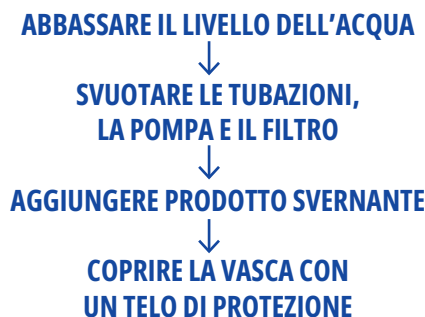 ABBASSARE IL LIVELLO DELL’ACQUA
SVUOTARE LE TUBAZIONI,
LA POMPA E IL FILTRO
AGGIUNGERE PRODOTTO SVERNANTE
COPRIRE LA VASCA CON
UN TELO DI PROTEZIONE